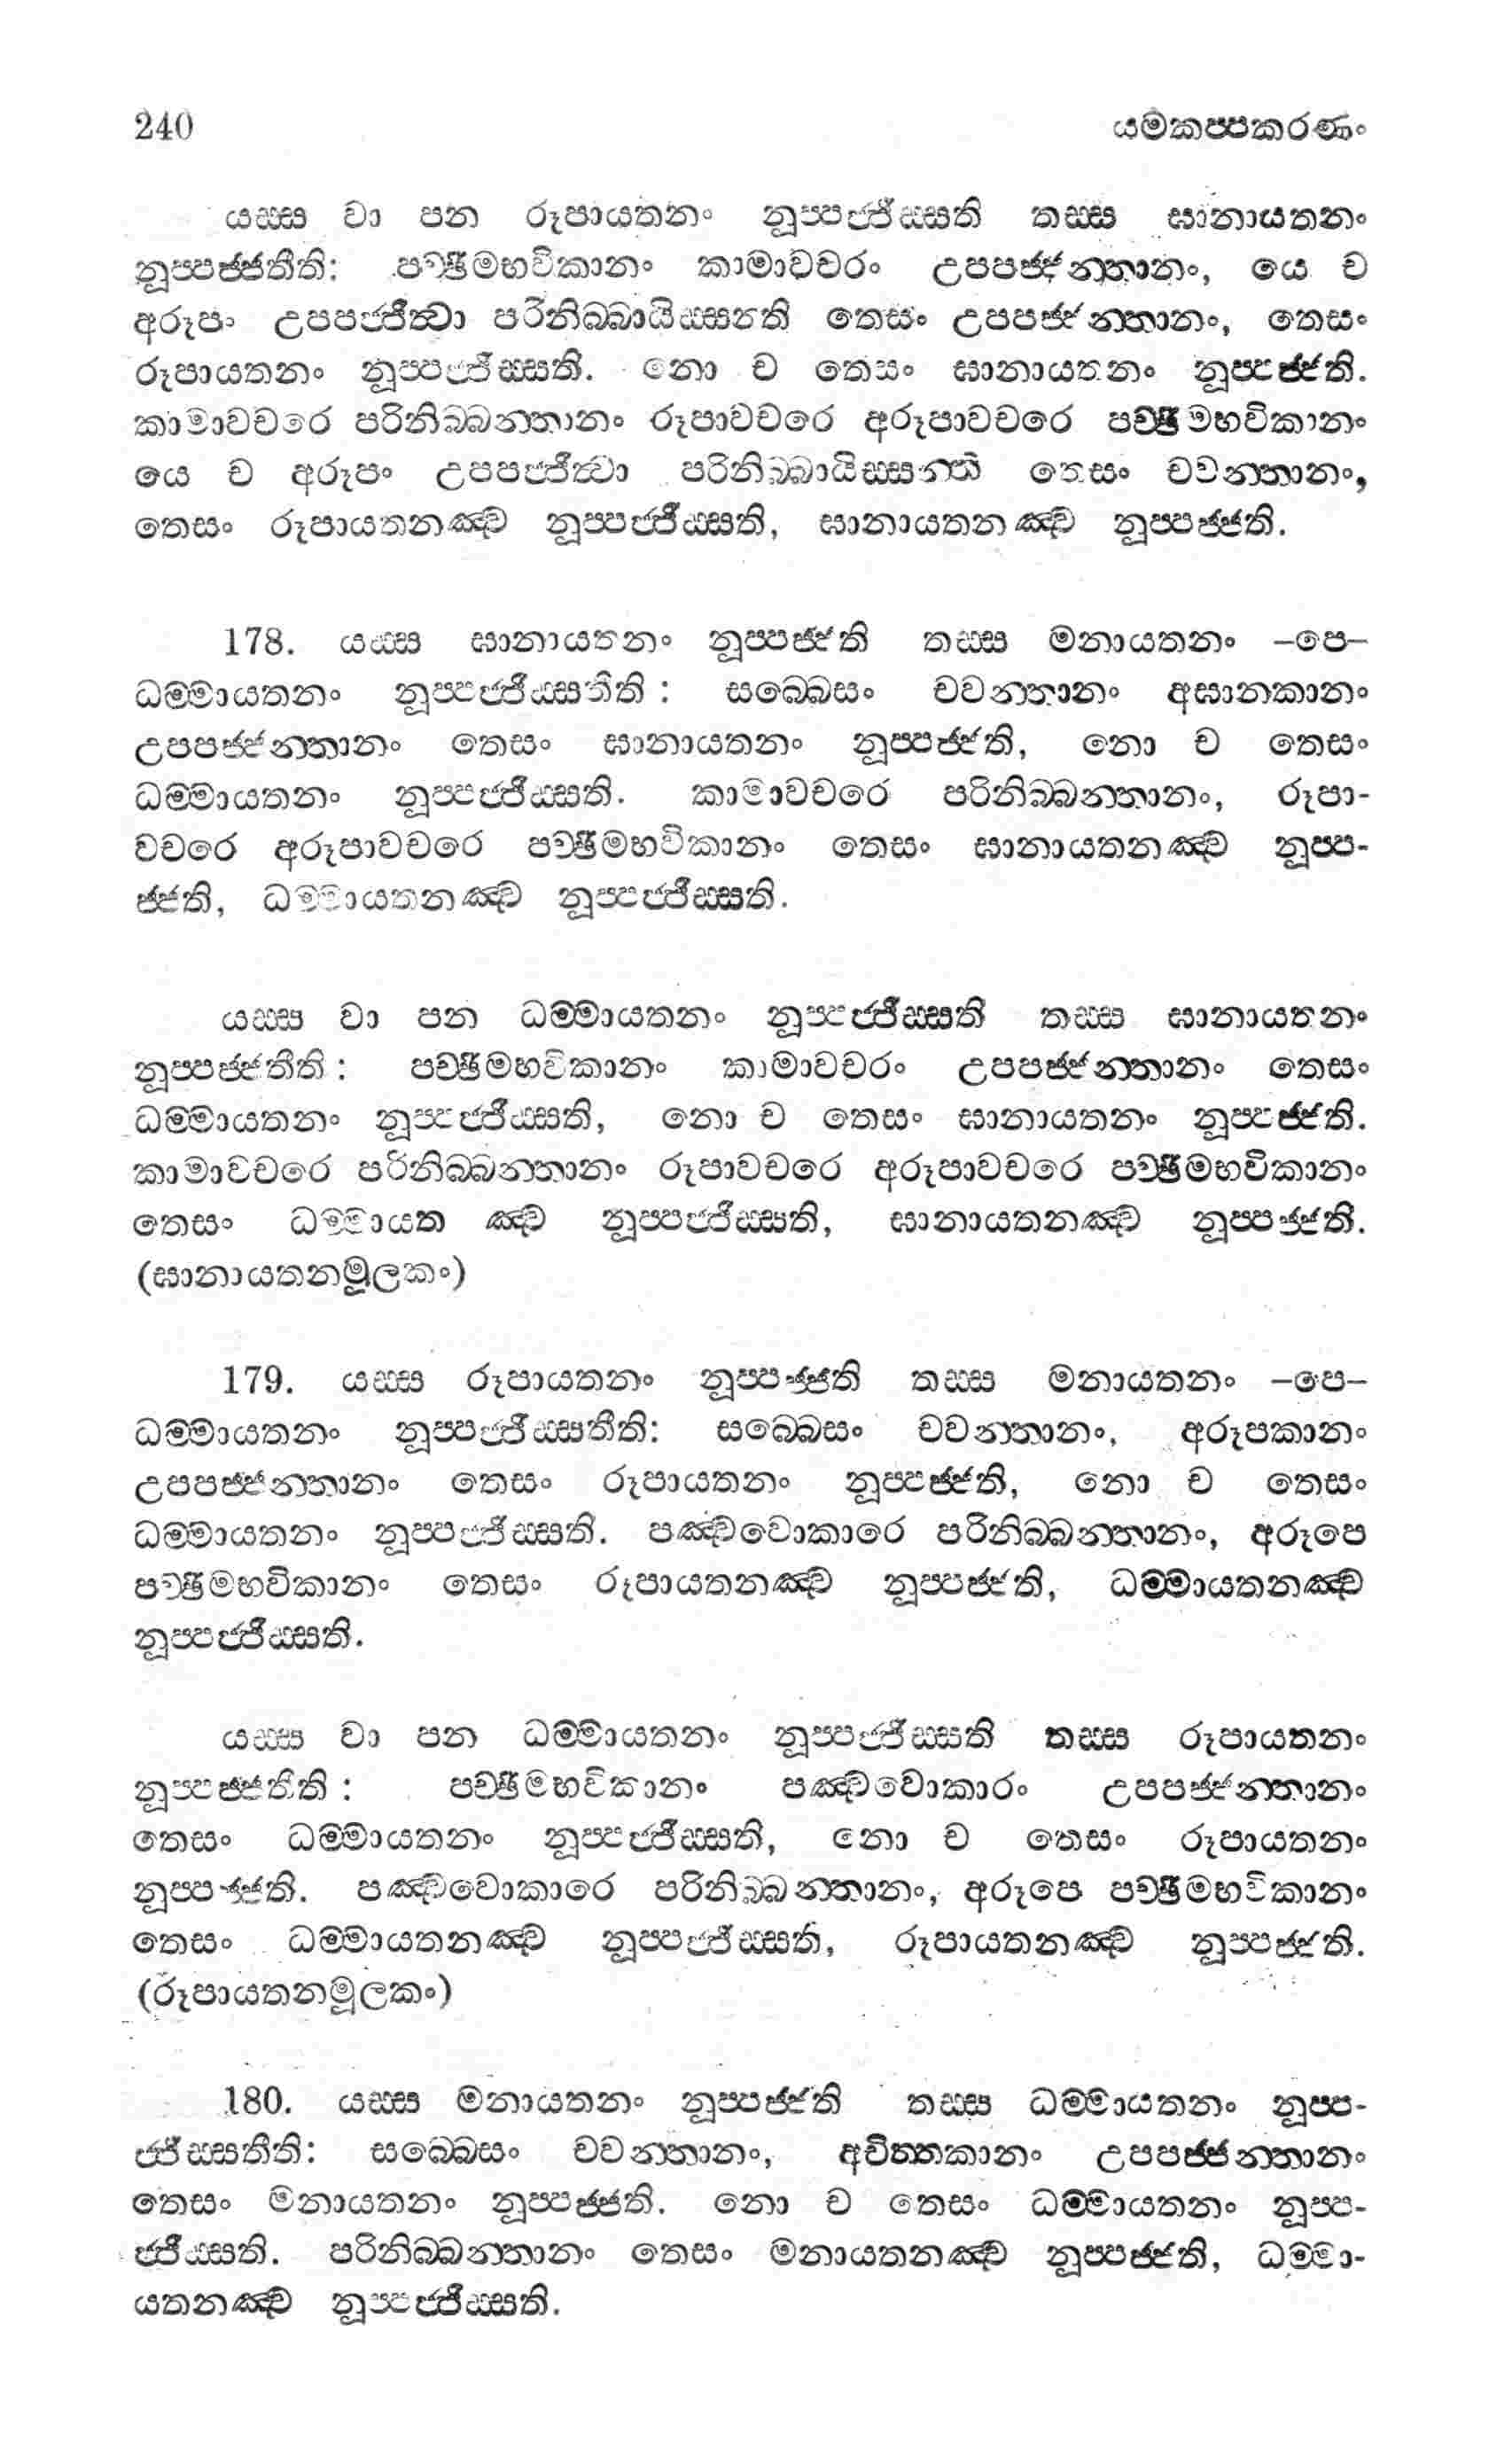 240 යමකප්පකරණං
යස්ස වා පන රූපායතනං නූප්පජ්ජිස්සති තස්ස ඝානායතනං
නූප්පජ්ජතීති: පච්ඡිමභවිකානං කාමාවචරං උපපජ්ජන්තානං, යෙ ච
අරූපං උපපජ්ජිත්වා පරිනිබ්බායිස්සන්ති තෙසං උපපජ්ජන්තානං, තෙසං
රූපායතනං නූප්පජ්ජිස්සති. නො ච තෙසං ඝානායතනං නූප්පජ්ජති.
කාමාවචරෙ පරිනිබ්බන්තානං රූපාවචරෙ අරූපාවචරෙ පච්ඡිමභවිකානං
යෙ ච අරූපං උපපජ්ජිත්වා පරිනිබ්බායිස්සන්ති තෙසං චවන්තානං,
තෙසං රූපායතනඤ්ච නූප්පජ්ජිස්සති, ඝානායතනඤ්ච නූප්පජ්ජති.
178. යස්ස ඝානායතනං නූප්පජ්ජති තස්ස මනායතනං –පෙ–
ධම්මායතනං නූප්පජ්ජිස්සතීති : සබ්බෙසං චවන්තානං අඝානකානං
උපපජ්ජන්තානං තෙසං ඝානායතනං නූප්පජ්ජති, නො ච තෙසං
ධම්මායතනං නූප්පජ්ජිස්සති. කාමාවචරෙ පරිනිබ්බන්තානං, රූපා-
වචරෙ අරූපාවචරෙ පච්ඡිමභවිකානං තෙසං ඝානායතනඤ්ච නූප්ප-
ජ්ජති, ධම්මායතනඤ්ච නූප්පජ්ජිස්සති.
යස්ස වා පන ධම්මායතනං නූප්පජ්ජිස්සති තස්ස ඝානායතනං
නූප්පජ්ජතීති : පච්ඡිමභවිකානං කාමාවචරං උපපජ්ජන්තානං තෙසං
ධම්මායතනං නූප්පජ්ජිස්සති, නො ච තෙසං ඝානායතනං නූප්පජ්ජති.
කාමාවචරෙ පරිනිබ්බන්තානං රූපාවචරෙ අරූපාවචරෙ පච්ඡිමභවිකානං
තෙසං ධම්මායත ඤ්ච නූප්පජ්ජිස්සති, ඝානායතනඤ්ච නූප්පජ්ජති.
(ඝානායතනමූලකං)
179. යස්ස රූපායතනං නූප්පජ්ජති තස්ස මනායතනං –පෙ–
ධම්මායතනං නූප්පජ්ජිස්සතීති: සබ්බෙසං චවන්තානං, අරූපකානං
උපපජ්ජන්තානං තෙසං රූපායතනං නූප්පජ්ජති, නො ච තෙසං
ධම්මායතනං නූප්පජ්ජිස්සති. පඤ්චවොකාරෙ පරිනිබ්බන්තානං, අරූපෙ
පච්ඡිමභවිකානං තෙසං රූපායතනඤ්ච නූප්පජ්ජති, ධම්මායතනඤ්ච
නූප්පජ්ජිස්සති.
යස්ස වා පන ධම්මායතනං නූප්පජ්ජිස්සති තස්ස රූපායතනං
නූප්පජ්ජතීති : පච්ඡිමභවිකානං පඤ්චවොකාරං උපපජ්ජන්තානං
තෙසං ධම්මායතනං නූප්පජ්ජිස්සති, නො ච තෙසං රූපායතනං
නූප්පජ්ජති. පඤ්චවොකාරෙ පරිනිබ්බන්තානං, අරූපෙ පච්ඡිමභවිකානං
තෙසං ධම්මායතනඤ්ච නූප්පජ්ජිස්සති, රූපායතනඤ්ච නූප්පජ්ජති.
(රූපායතනමූලකං)
180. යස්ස මනායතනං නූප්පජ්ජති තස්ස ධම්මායතනං නූප්ප-
ජ්ජිස්සතීති: සබ්බෙසං චවන්තානං, අචිත්තකානං උපපජ්ජන්තානං
තෙසං මනායතනං නූප්පජ්ජති. නො ච තෙසං ධම්මායතනං නූප්ප-
ජ්ජිස්සති. පරිනිබ්බන්තානං තෙසං මනායතනඤ්ච නූප්පජ්ජති, ධම්මා-
යතනඤ්ච නූප්පජ්ජිස්සති.